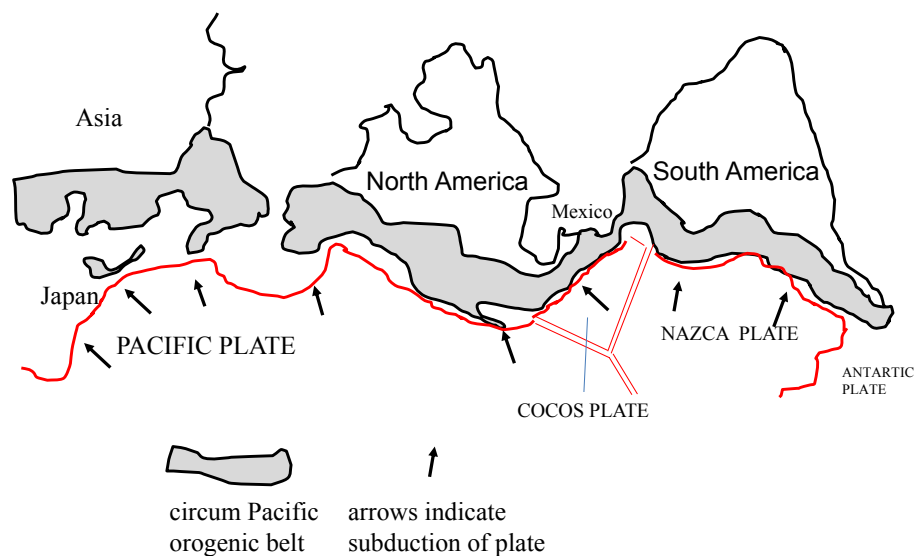 Asia
North America
South America
Mexico
Japan
PACIFIC PLATE
NAZCA PLATE
ANTARTIC
PLATE
COCOS PLATE
circum Pacific
orogenic belt
arrows indicate
subduction of plate